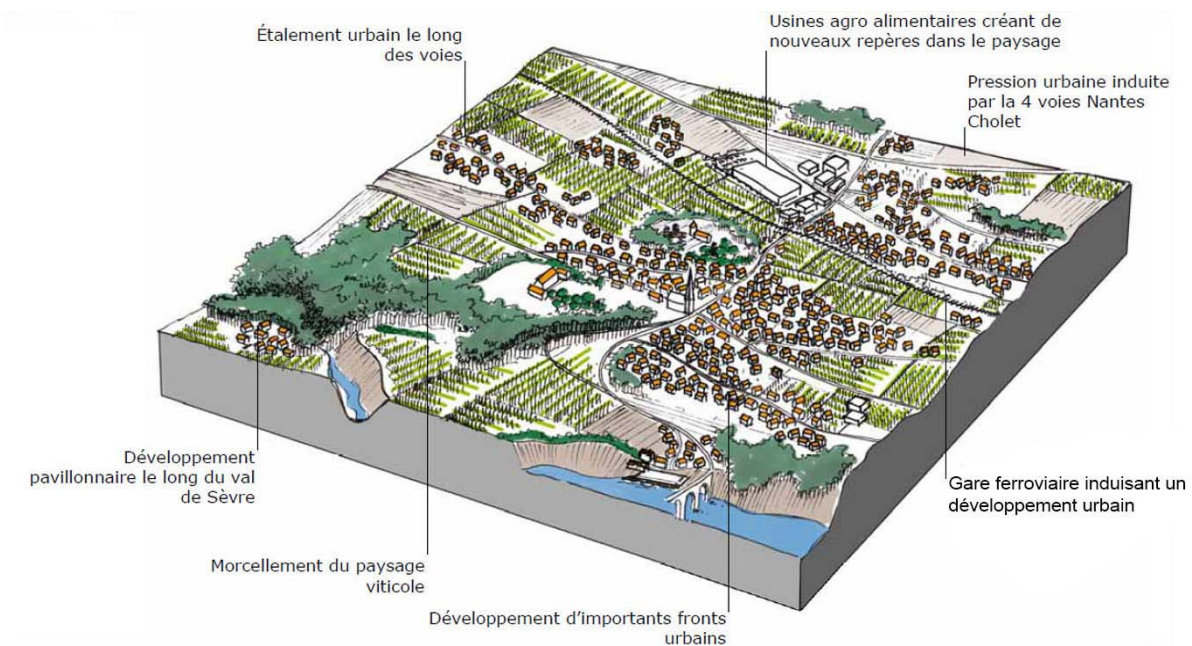 Étalement urbain le long
des voies
Usines agro alimentaires créant de
nouveaux repères dans le paysage
Pression urbaine induite
par la 4 voies Nantes
Cholet
Développement
pavillonnaire le long du val
de Sèvre
Gare ferroviaire induisant un
développement urbain
Morcellement du paysage
viticole
Développement d'importants fronts
urbains